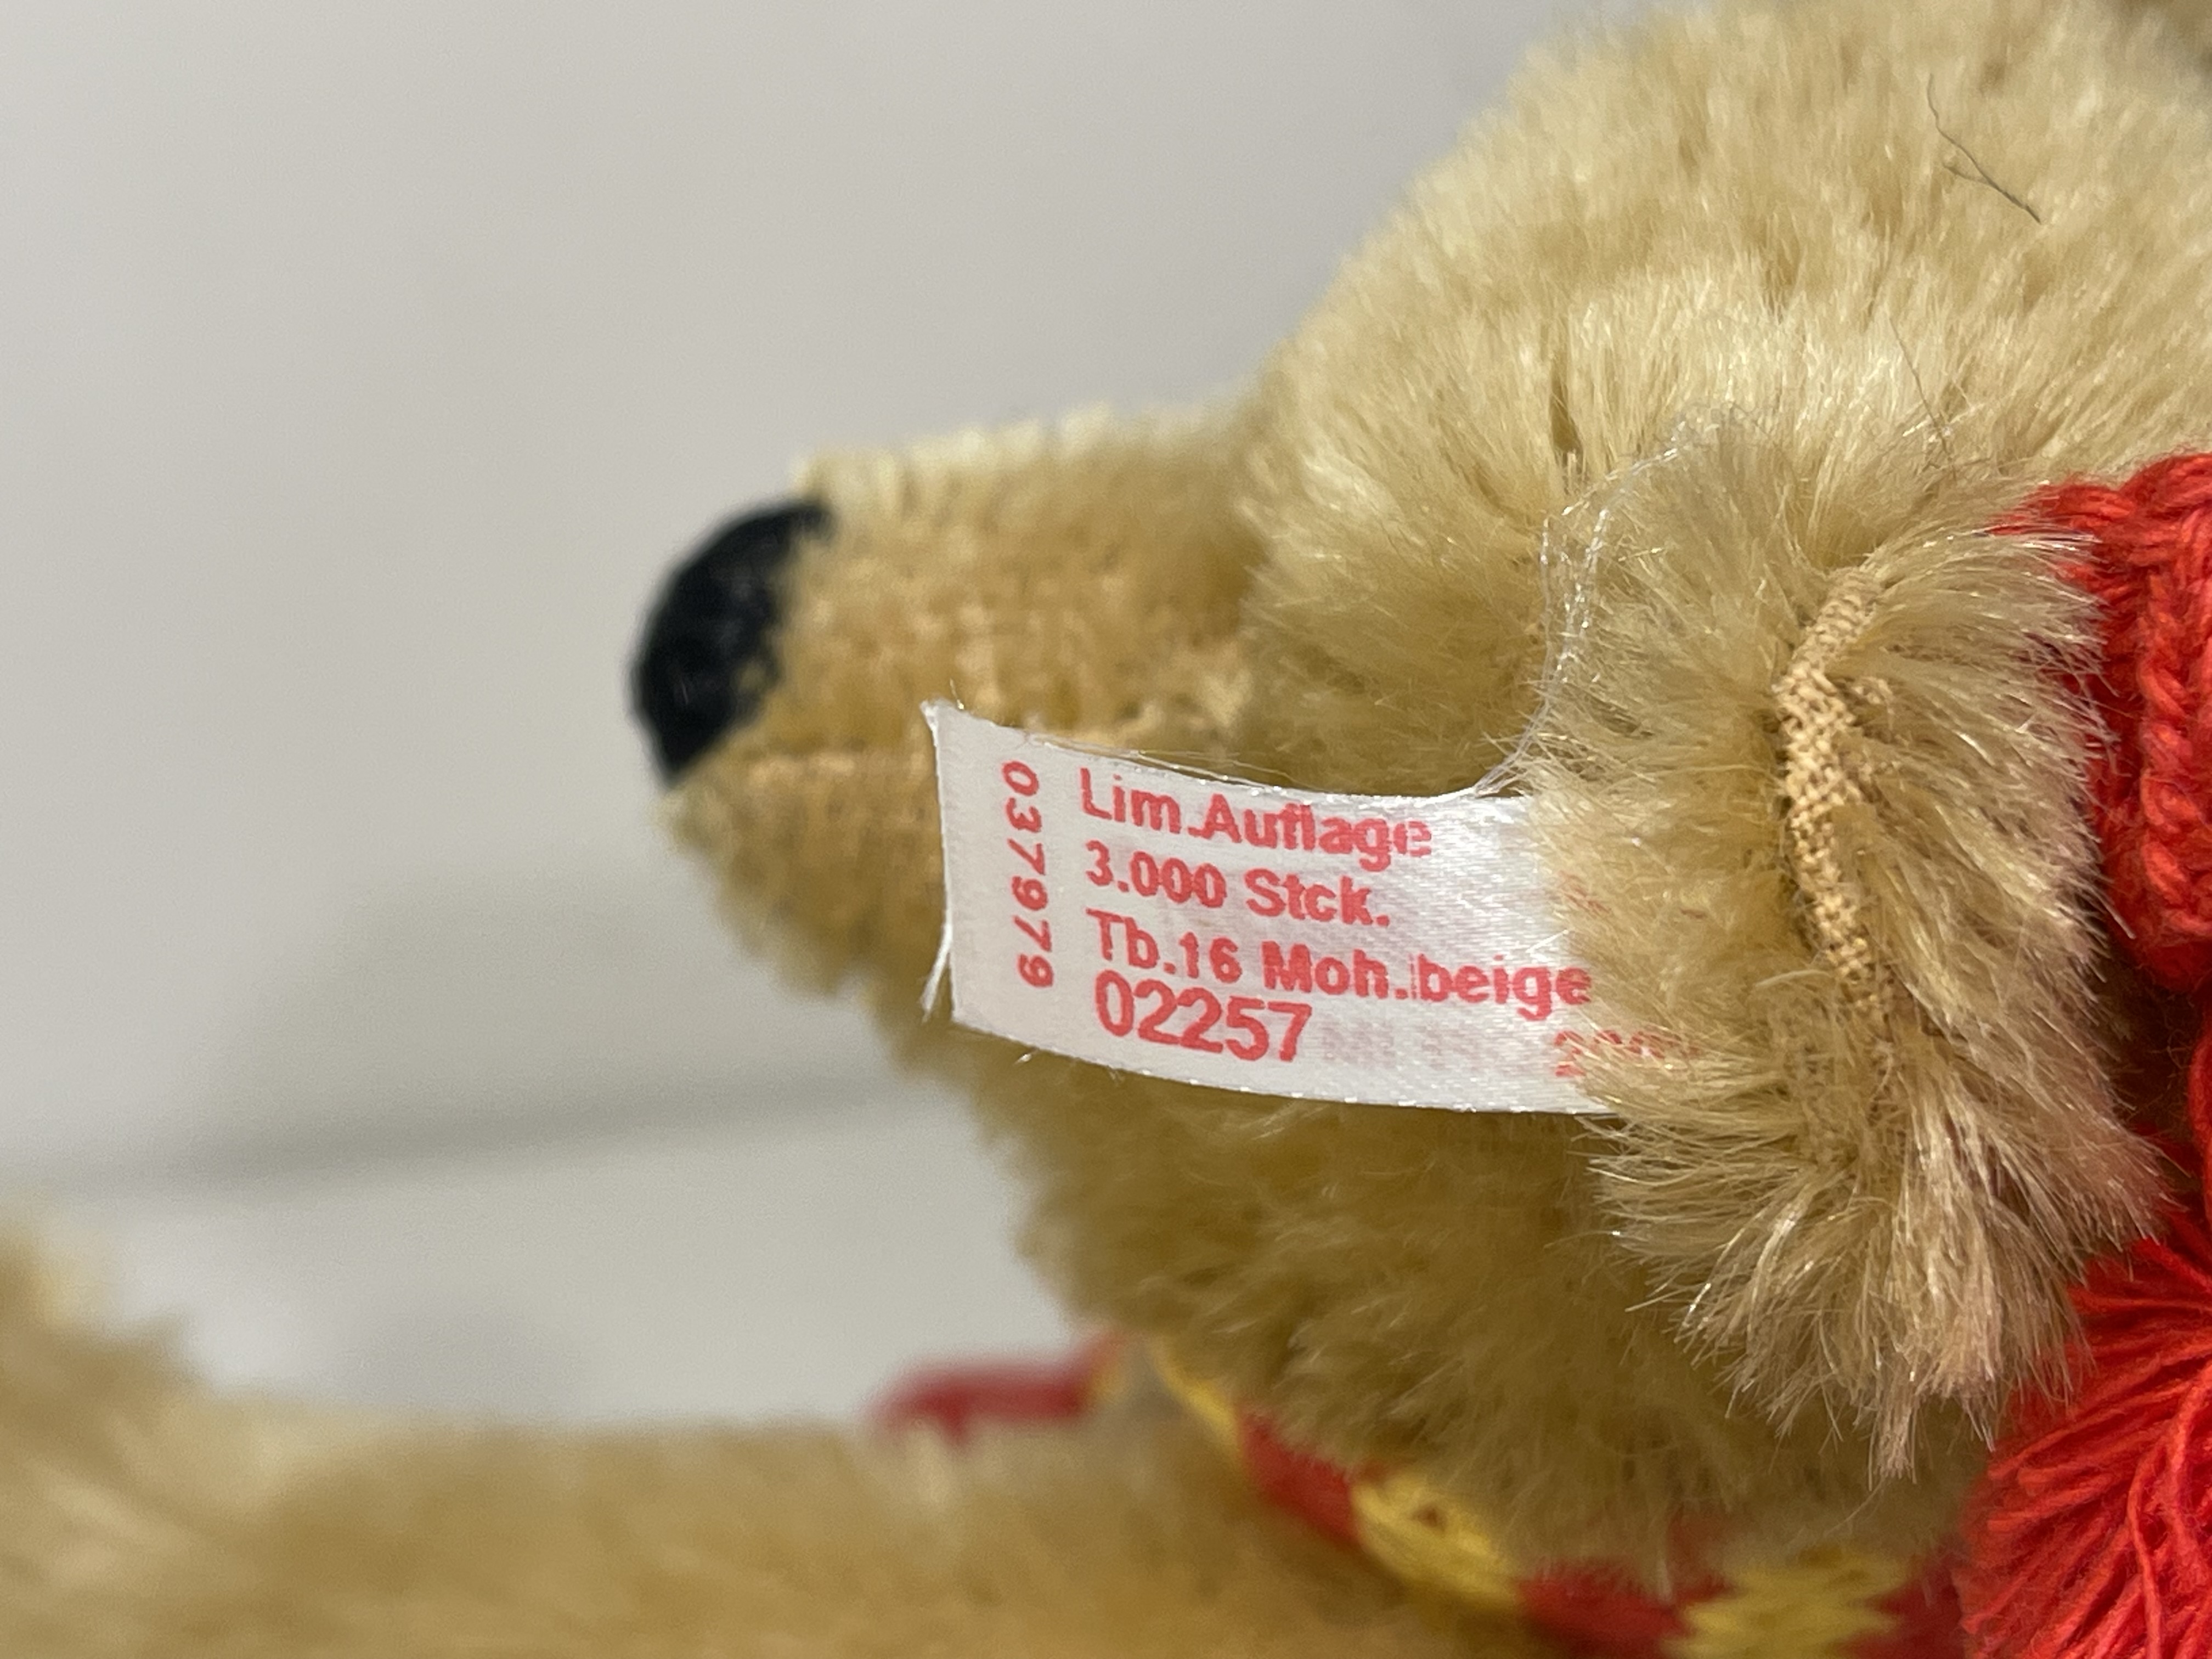 037979
Lim.Auflage
3.000 Stck.
Tb.16 Moh.beige
02257